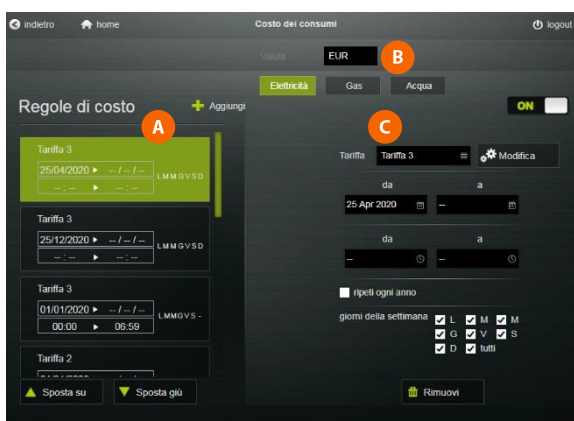 indietro home Costo dei consumi logout
Valuta EUR B
Elettricità Gas Acqua
Regole di costo Aggiungi
ON
A C
Tariffa 3
25/04/2020 ▸ -- / -- / --
-- : -- ▸ -- : --
L M M G V S D
Tariffa Tariffa 3 Modifica
da a
25 Apr 2020 --
Tariffa 3
25/12/2020 ▸ -- / -- / --
-- : -- ▸ -- : --
L M M G V S D
da a
-- --
Tariffa 3
01/01/2020 ▸ -- / -- / --
00:00 ▸ 06:59
L M M G V S -
ripeti ogni anno
giorni della settimana L M M
G V S
D tutti
Tariffa 2
Sposta su Sposta giù Rimuovi